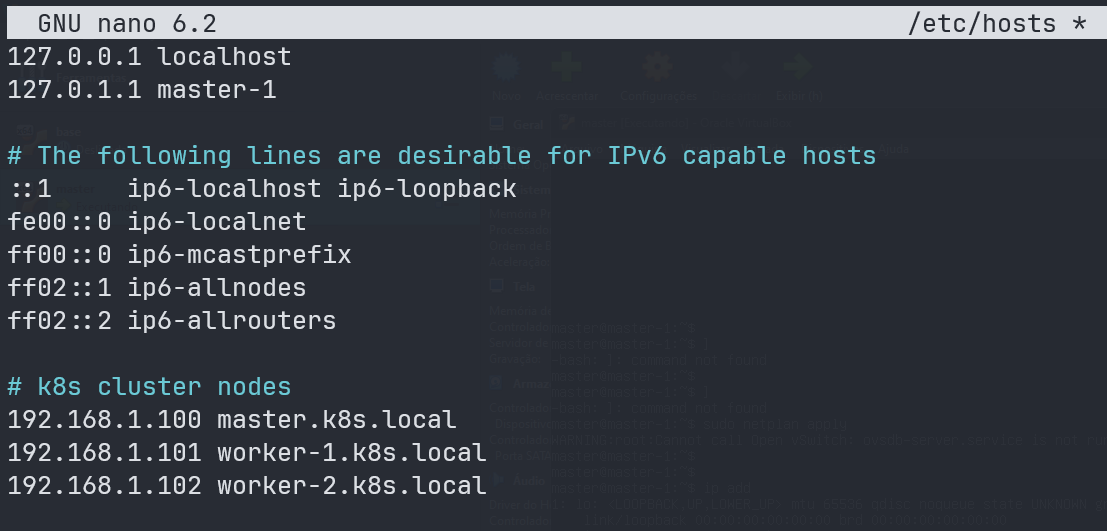 GNU nano 6.2 /etc/hosts *
127.0.0.1 localhost
127.0.1.1 master-1
# The following lines are desirable for IPv6 capable hosts
::1 ip6-localhost ip6-loopback
fe00::0 ip6-localnet
ff00::0 ip6-mcastprefix
ff02::1 ip6-allnodes
ff02::2 ip6-allrouters
# k8s cluster nodes
192.168.1.100 master.k8s.local
192.168.1.101 worker-1.k8s.local
192.168.1.102 worker-2.k8s.local